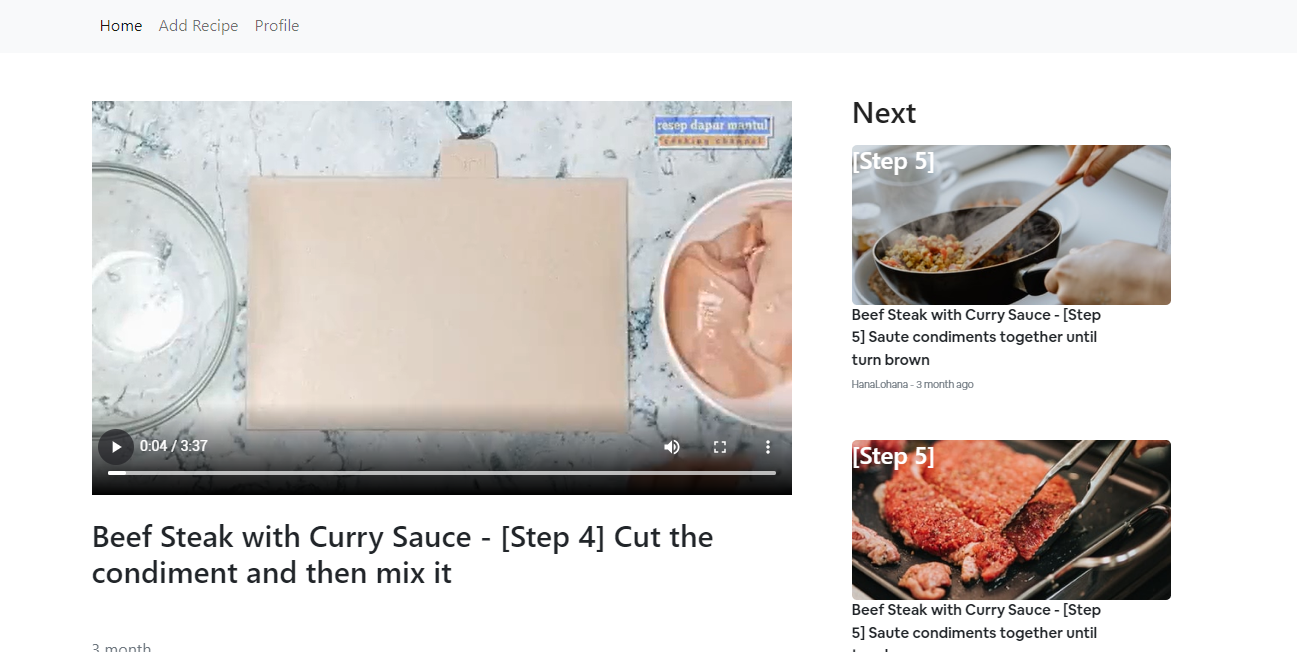 Home Add Recipe Profile
resep dapur mantul
cooking channel
0:04 / 3:37
Beef Steak with Curry Sauce - [Step 4] Cut the
condiment and then mix it
3 month
Next
[Step 5]
Beef Steak with Curry Sauce - [Step
5] Saute condiments together until
turn brown
HanaLohana - 3 month ago
[Step 5]
Beef Steak with Curry Sauce - [Step
5] Saute condiments together until